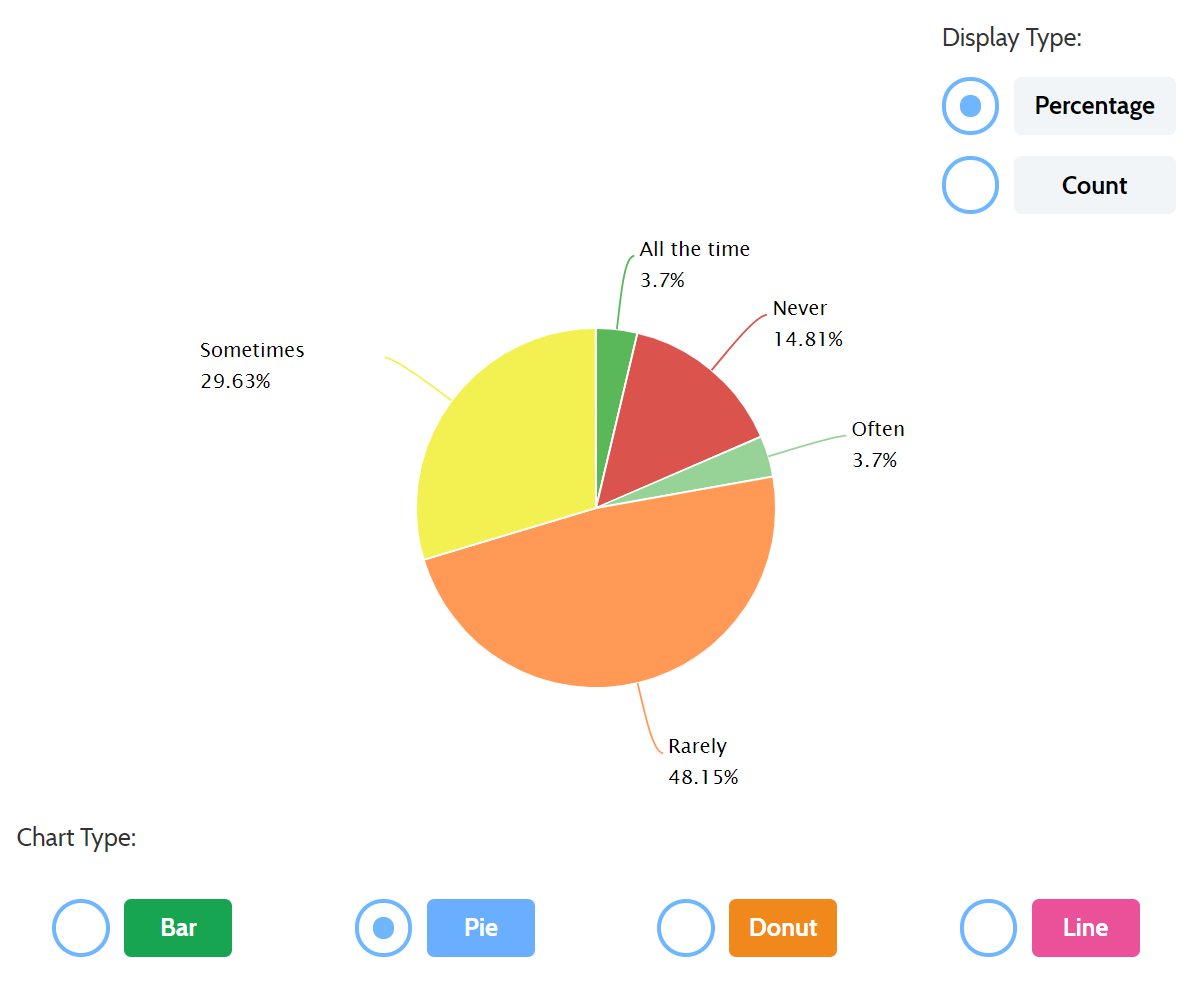 Display Type:
Percentage
Count
All the time
3.7%
Never
14.81%
Sometimes
29.63%
Often
3.7%
Rarely
48.15%
Chart Type:
Bar
Pie
Donut
Line